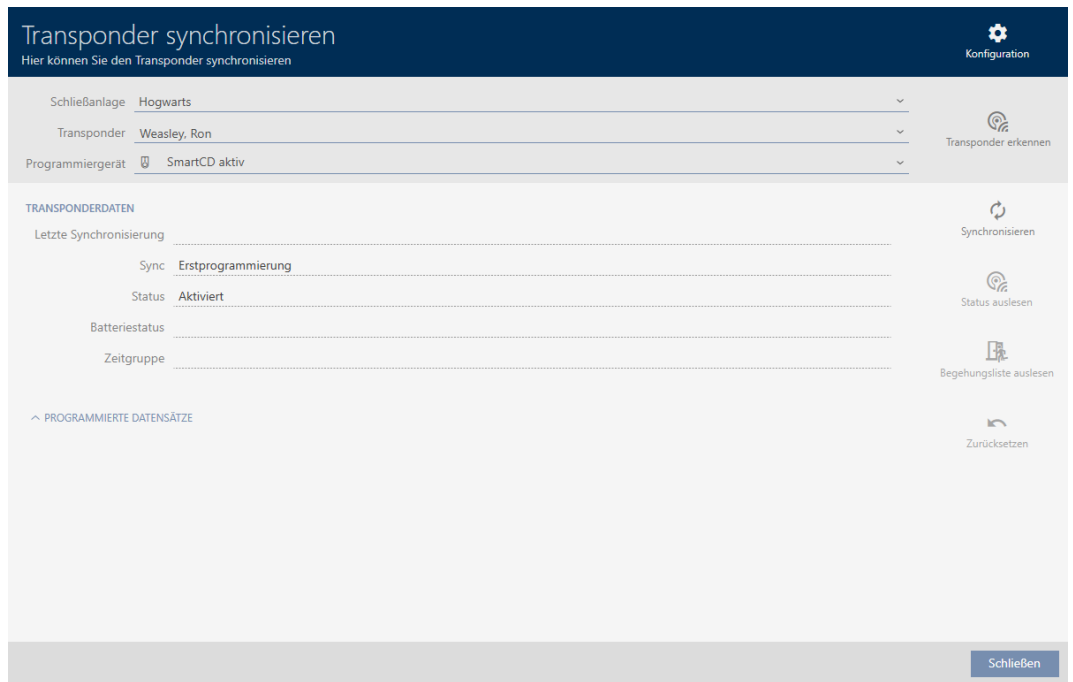 Transponder synchronisieren
Hier können Sie den Transponder synchronisieren
Konfiguration
Schließanlage Hogwarts
Transponder Weasley, Ron
Programmiergerät SmartCD aktiv
Transponder erkennen
TRANSPONDERDATEN
Letzte Synchronisierung
Sync Erstprogrammierung
Status Aktiviert
Batteriestatus
Zeitgruppe
PROGRAMMIERTE DATENSÄTZE
Synchronisieren
Status auslesen
Begehungsliste auslesen
Zurücksetzen
Schließen